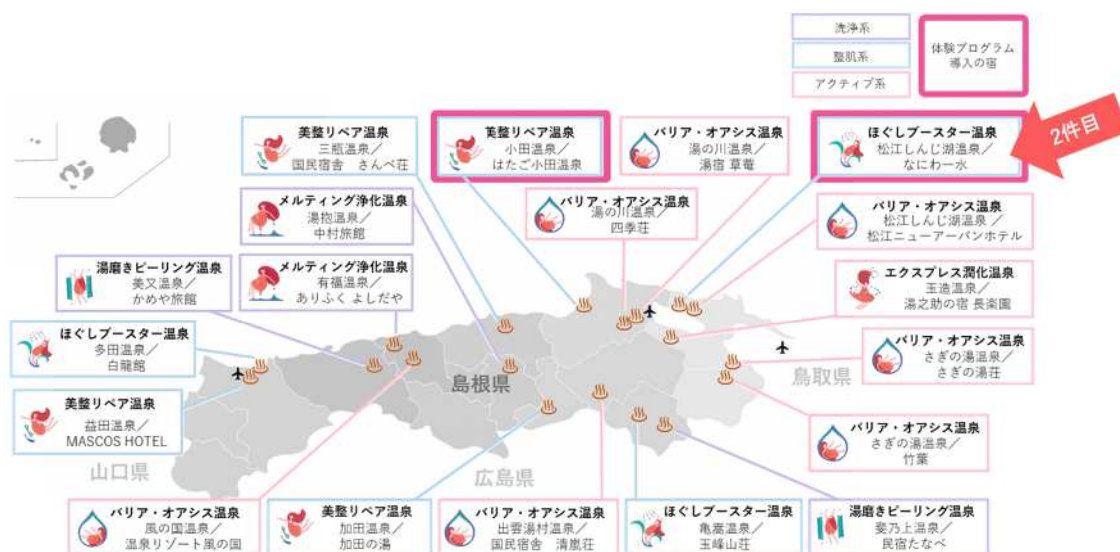 洗浄系
整肌系
アクティブ系
体験プログラム
導入の宿
2件目
美整リペア温泉
三瓶温泉／
国民宿舎 さんべ荘
美整リペア温泉
小田温泉／
はたご小田温泉
バリア・オアシス温泉
湯の川温泉／
湯宿 草菴
ほぐしブースター温泉
松江しんじ湖温泉／
なにわ一水
メルティング浄化温泉
湯抱温泉／
中村旅館
バリア・オアシス温泉
湯の川温泉／
四季荘
バリア・オアシス温泉
松江しんじ湖温泉／
松江ニューアーバンホテル
湯磨きピーリング温泉
美又温泉／
かめや旅館
メルティング浄化温泉
有福温泉／
ありふく よしだや
エクスプレス潤化温泉
玉造温泉／
湯之助の宿 長楽園
ほぐしブースター温泉
多田温泉／
白龍館
バリア・オアシス温泉
さぎの湯温泉／
さぎの湯荘
島根県
鳥取県
美整リペア温泉
益田温泉／
MASCOS HOTEL
バリア・オアシス温泉
さぎの湯温泉／
竹葉
山口県
広島県
バリア・オアシス温泉
風の国温泉／
温泉リゾート風の国
美整リペア温泉
加田温泉／
加田の湯
バリア・オアシス温泉
出雲湯村温泉／
国民宿舎 清嵐荘
ほぐしブースター温泉
亀嵩温泉／
玉峰山荘
湯磨きピーリング温泉
斐乃上温泉／
民宿たなべ